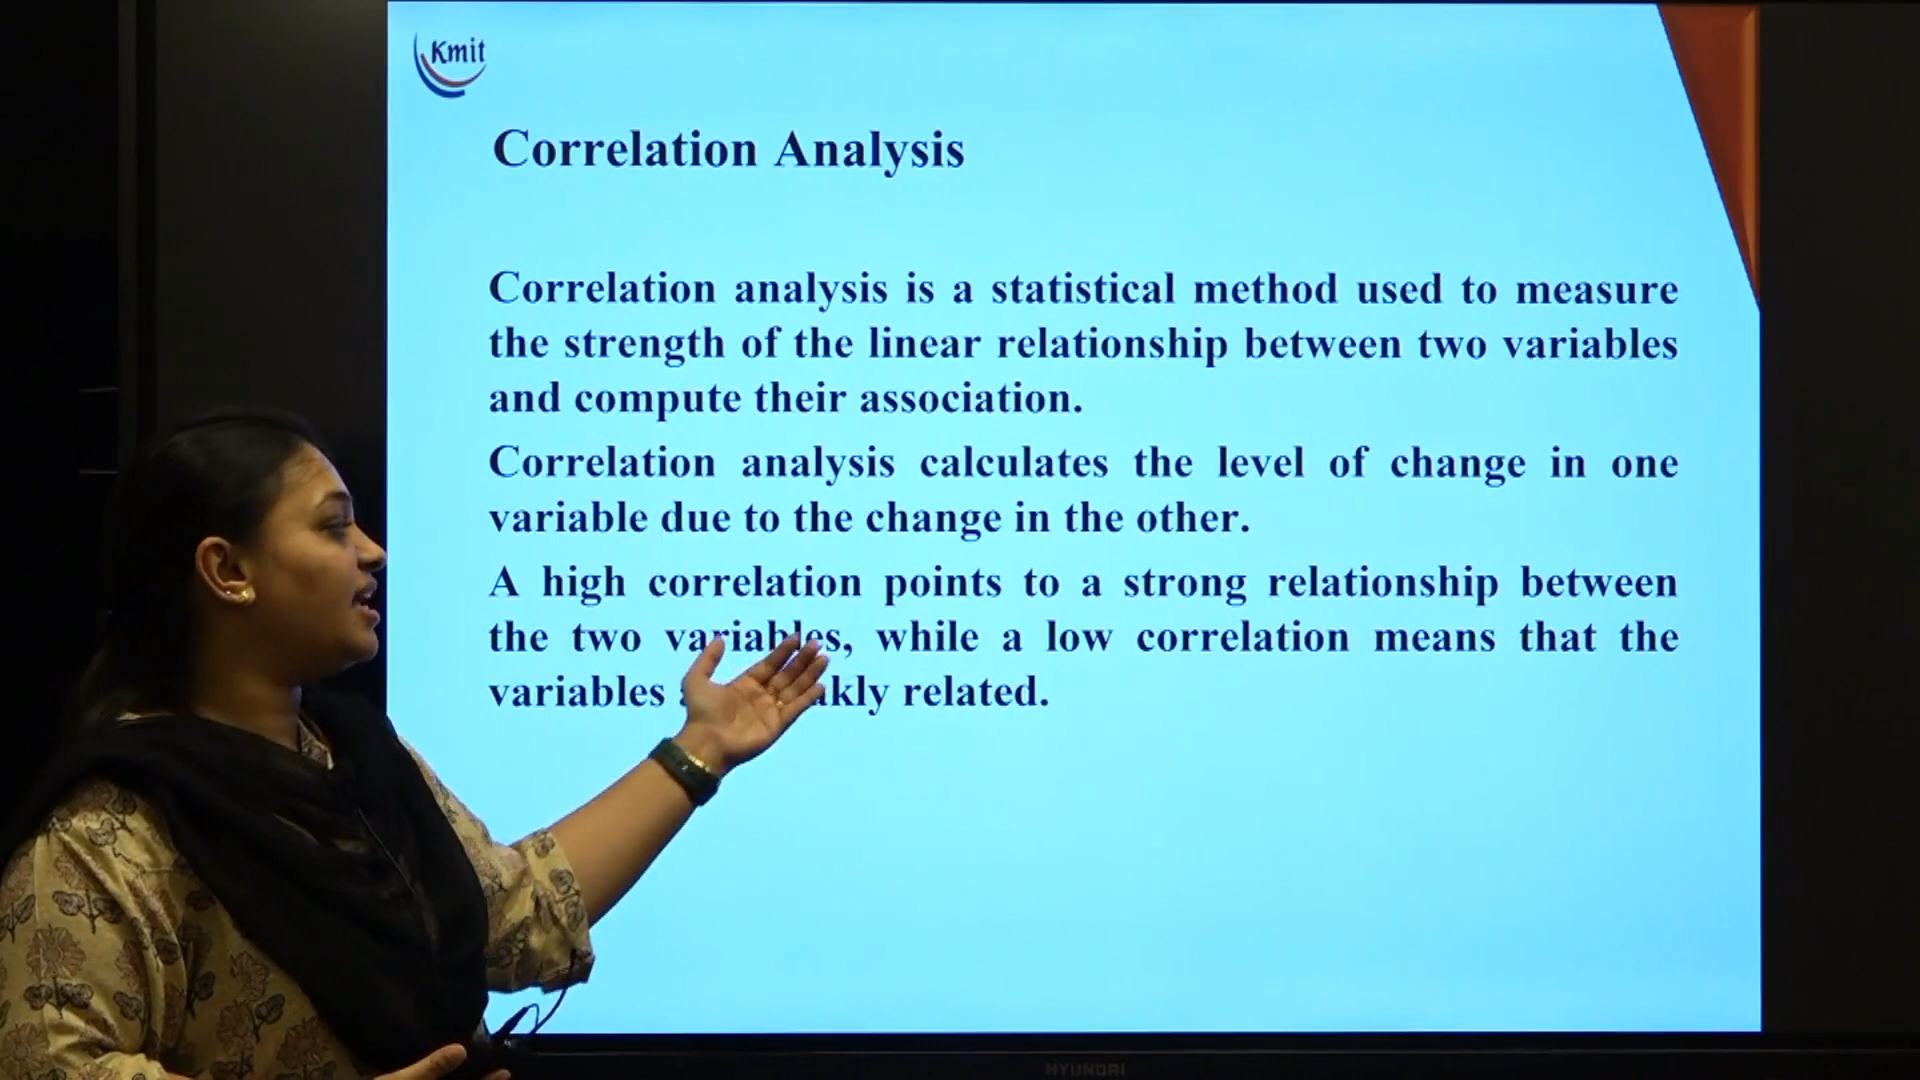 Kmit
Correlation Analysis
Correlation analysis is a statistical method used to measure
the strength of the linear relationship between two variables
and compute their association.
Correlation analysis calculates the level of change in one
variable due to the change in the other.
A high correlation points to a strong relationship between
the two variables, while a low correlation means that the
variables related.
HYUNDAI